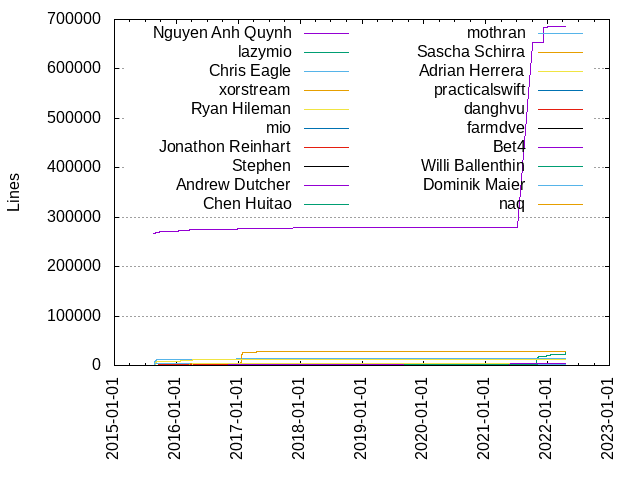 700000
600000
500000
400000
300000
200000
100000
0
Lines
Nguyen Anh Quynh
lazymio
Chris Eagle
xorstream
Ryan Hileman
mio
Jonathon Reinhart
Stephen
Andrew Dutcher
Chen Huitao
mothran
Sascha Schirra
Adrian Herrera
practicalswift
danghvu
farmdve
Bet4
Willi Ballenthin
Dominik Maier
naq
2015-01-01
2016-01-01
2017-01-01
2018-01-01
2019-01-01
2020-01-01
2021-01-01
2022-01-01
2023-01-01